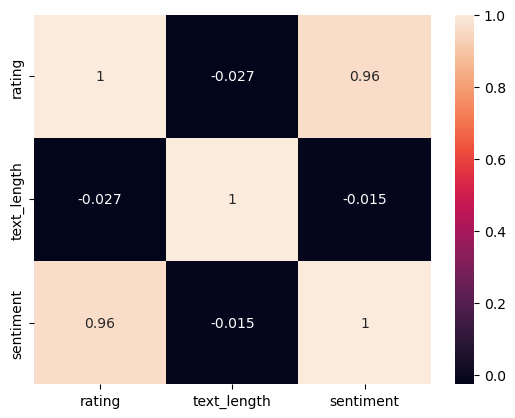 rating
1
-0.027
0.96
text_length
-0.027
1
-0.015
sentiment
0.96
-0.015
1
rating
text_length
sentiment
1.0
0.8
0.6
0.4
0.2
0.0